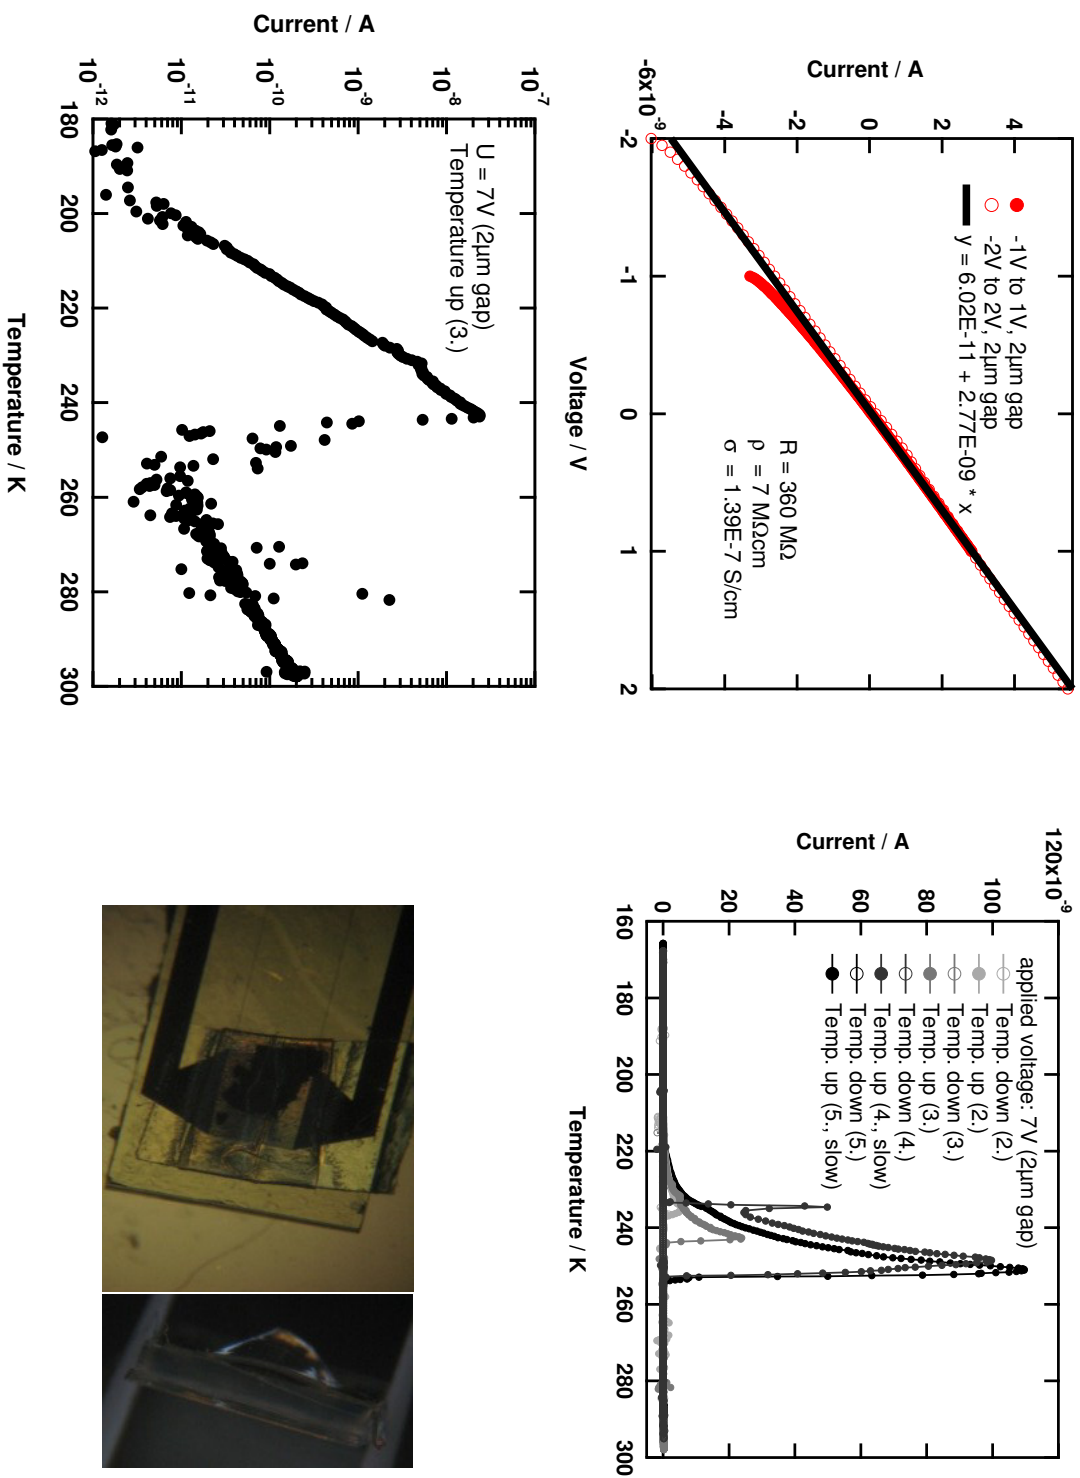 Current / A
-6x10-9
-4
-2
0
2
4
-2
-1
0
1
2
Voltage / V
-1V to 1V, 2µm gap
-2V to 2V, 2µm gap
y = 6.02E-11 + 2.77E-09 * x
R = 360 MΩ
ρ = 7 MΩcm
σ = 1.39E-7 S/cm
Current / A
120x10-9
100
80
60
40
20
0
160
180
200
220
240
260
280
300
Temperature / K
applied voltage: 7V (2µm gap)
Temp. down (2.)
Temp. up (2.)
Temp. down (3.)
Temp. up (3.)
Temp. down (4.)
Temp. up (4., slow)
Temp. down (5.)
Temp. up (5., slow)
Current / A
10-7
10-8
10-9
10-10
10-11
10-12
180
200
220
240
260
280
300
Temperature / K
U = 7V (2µm gap)
Temperature up (3.)